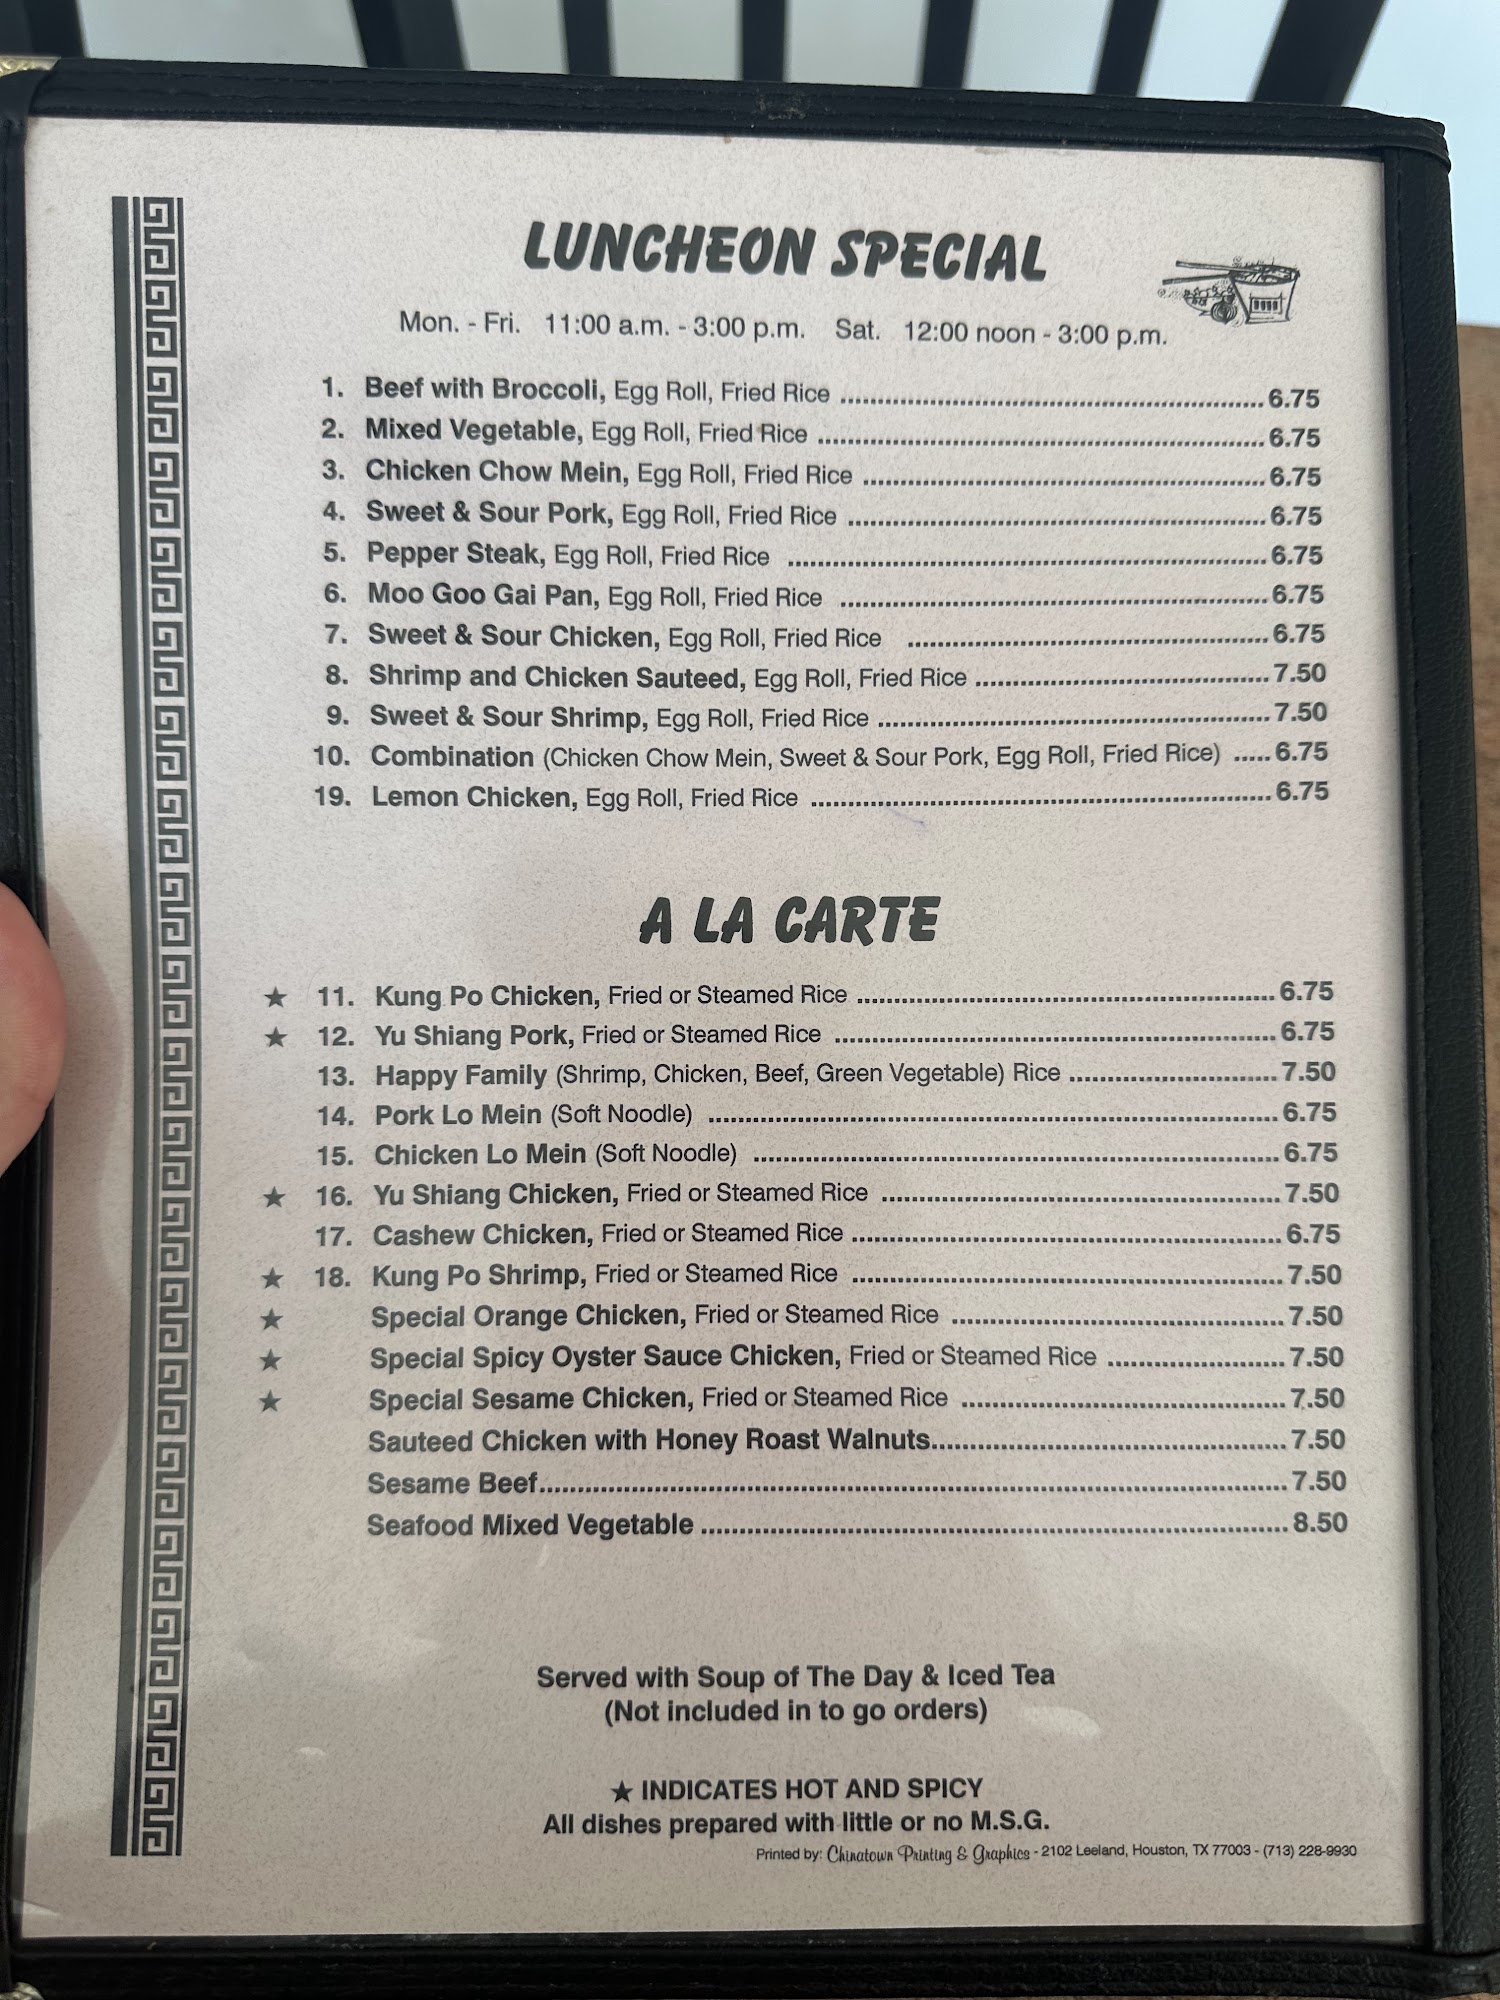 LUNCHEON SPECIAL
Mon. - Fri. 11:00 a.m. - 3:00 p.m. Sat. 12:00 noon - 3:00 p.m.
1. Beef with Broccoli, Egg Roll, Fried Rice 6.75
2. Mixed Vegetable, Egg Roll, Fried Rice 6.75
3. Chicken Chow Mein, Egg Roll, Fried Rice 6.75
4. Sweet & Sour Pork, Egg Roll, Fried Rice 6.75
5. Pepper Steak, Egg Roll, Fried Rice 6.75
6. Moo Goo Gai Pan, Egg Roll, Fried Rice 6.75
7. Sweet & Sour Chicken, Egg Roll, Fried Rice 6.75
8. Shrimp and Chicken Sauteed, Egg Roll, Fried Rice 7.50
9. Sweet & Sour Shrimp, Egg Roll, Fried Rice 7.50
10. Combination (Chicken Chow Mein, Sweet & Sour Pork, Egg Roll, Fried Rice) 6.75
19. Lemon Chicken, Egg Roll, Fried Rice 6.75
A LA CARTE
★ 11. Kung Po Chicken, Fried or Steamed Rice 6.75
★ 12. Yu Shiang Pork, Fried or Steamed Rice 6.75
13. Happy Family (Shrimp, Chicken, Beef, Green Vegetable) Rice 7.50
14. Pork Lo Mein (Soft Noodle) 6.75
15. Chicken Lo Mein (Soft Noodle) 6.75
★ 16. Yu Shiang Chicken, Fried or Steamed Rice 7.50
17. Cashew Chicken, Fried or Steamed Rice 6.75
★ 18. Kung Po Shrimp, Fried or Steamed Rice 7.50
★ Special Orange Chicken, Fried or Steamed Rice 7.50
★ Special Spicy Oyster Sauce Chicken, Fried or Steamed Rice 7.50
★ Special Sesame Chicken, Fried or Steamed Rice 7.50
Sauteed Chicken with Honey Roast Walnuts 7.50
Sesame Beef 7.50
Seafood Mixed Vegetable 8.50
Served with Soup of The Day & Iced Tea
(Not included in to go orders)
★ INDICATES HOT AND SPICY
All dishes prepared with little or no M.S.G.
Printed by: Chinatown Printing & Graphics - 2102 Leeland, Houston, TX 77003 - (713) 228-9930